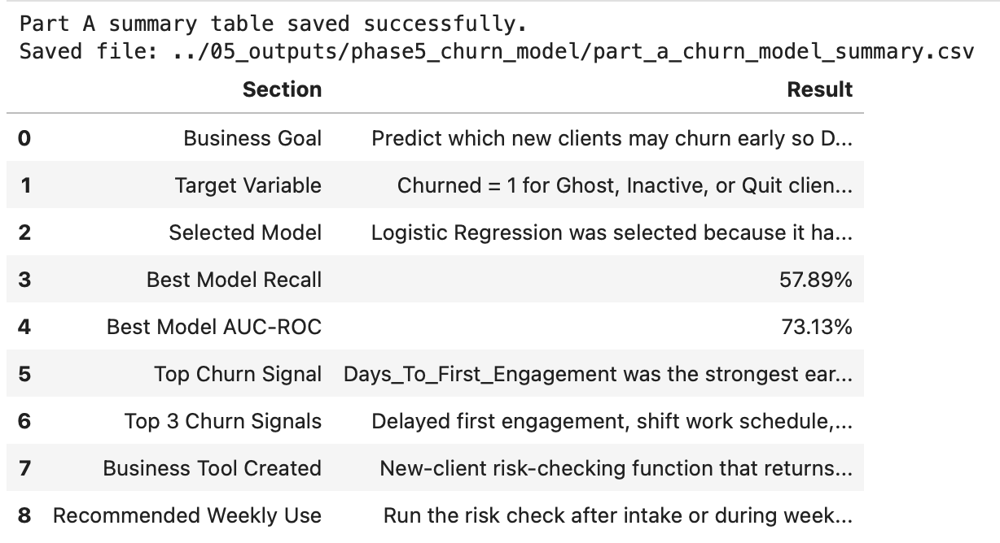 Part A summary table saved successfully.
Saved file: ../05_outputs/phase5_churn_model/part_a_churn_model_summary.csv
Section Result
0 Business Goal Predict which new clients may churn early so D...
1 Target Variable Churned = 1 for Ghost, Inactive, or Quit clien...
2 Selected Model Logistic Regression was selected because it ha...
3 Best Model Recall 57.89%
4 Best Model AUC-ROC 73.13%
5 Top Churn Signal Days_To_First_Engagement was the strongest ear...
6 Top 3 Churn Signals Delayed first engagement, shift work schedule,...
7 Business Tool Created New-client risk-checking function that returns...
8 Recommended Weekly Use Run the risk check after intake or during week...